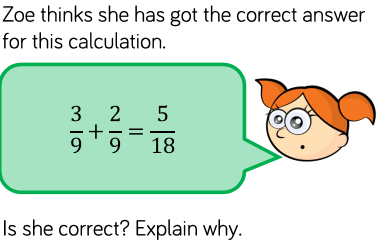 Zoe thinks she has got the correct answer
for this calculation.
3/9 + 2/9 = 5/18
Is she correct? Explain why.